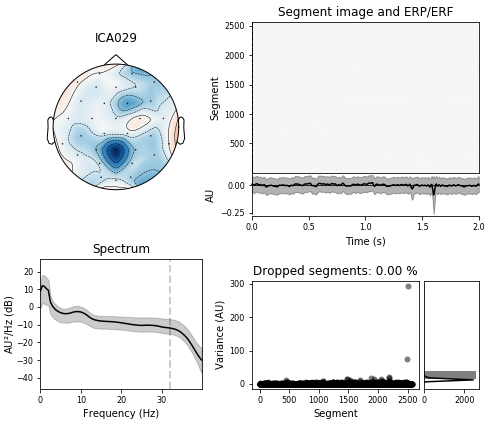 ICA029
Segment image and ERP/ERF
2500
2000
1500
1000
500
Segment
0.00
-0.25
AU
0.0 0.5 1.0 1.5 2.0
Time (s)
Spectrum
20
10
0
−10
−20
−30
−40
AU²/Hz (dB)
0 10 20 30
Frequency (Hz)
Dropped segments: 0.00 %
300
200
100
0
Variance (AU)
0 500 1000 1500 2000 2500
Segment
0 2000